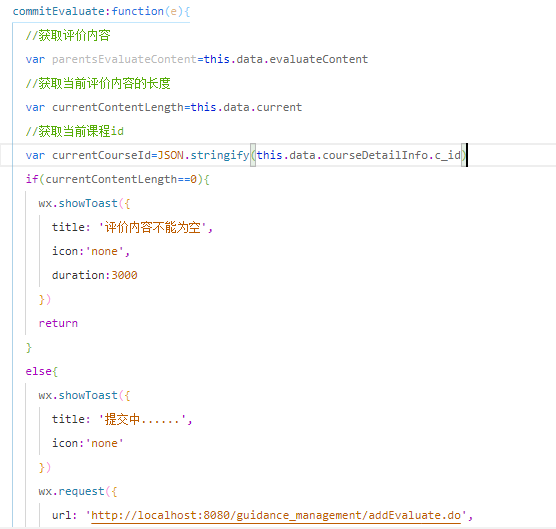 commitEvaluate:function(e){
//获取评价内容
var parentsEvaluateContent=this.data.evaluateContent
//获取当前评价内容的长度
var currentContentLength=this.data.current
//获取当前课程id
var currentCourseId=JSON.stringify(this.data.courseDetailInfo.c_id)
if(currentContentLength==0){
wx.showToast({
title: '评价内容不能为空',
icon:'none',
duration:3000
})
return
}
else{
wx.showToast({
title: '提交中......',
icon:'none'
})
wx.request({
url: 'http://localhost:8080/guidance_management/addEvaluate.do',